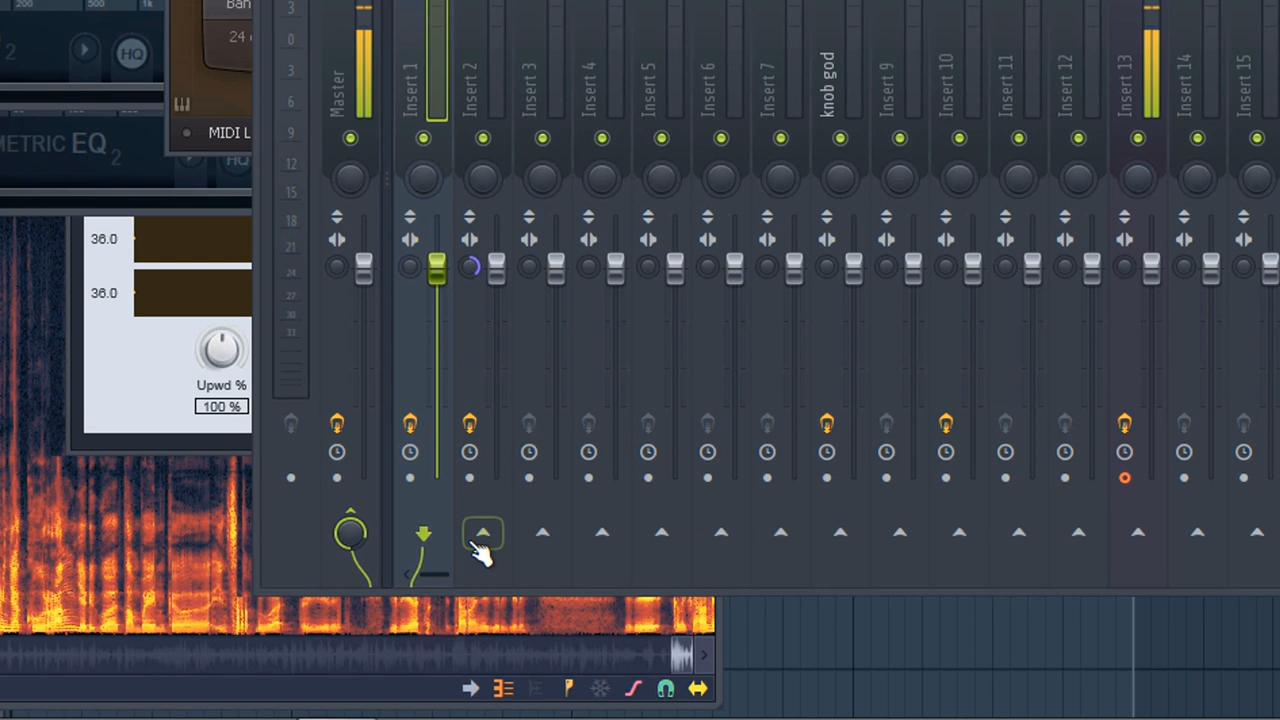 200 500 1k
Ban
2
HQ
24 c
METRIC EQ 2
HQ
MIDI L
36.0
36.0
Upwd %
100 %
3
0
3
6
9
12
15
18
21
24
27
30
33
Master
Insert 1
Insert 2
Insert 3
Insert 4
Insert 5
Insert 6
Insert 7
knob god
Insert 9
Insert 10
Insert 11
Insert 12
Insert 13
Insert 14
Insert 15